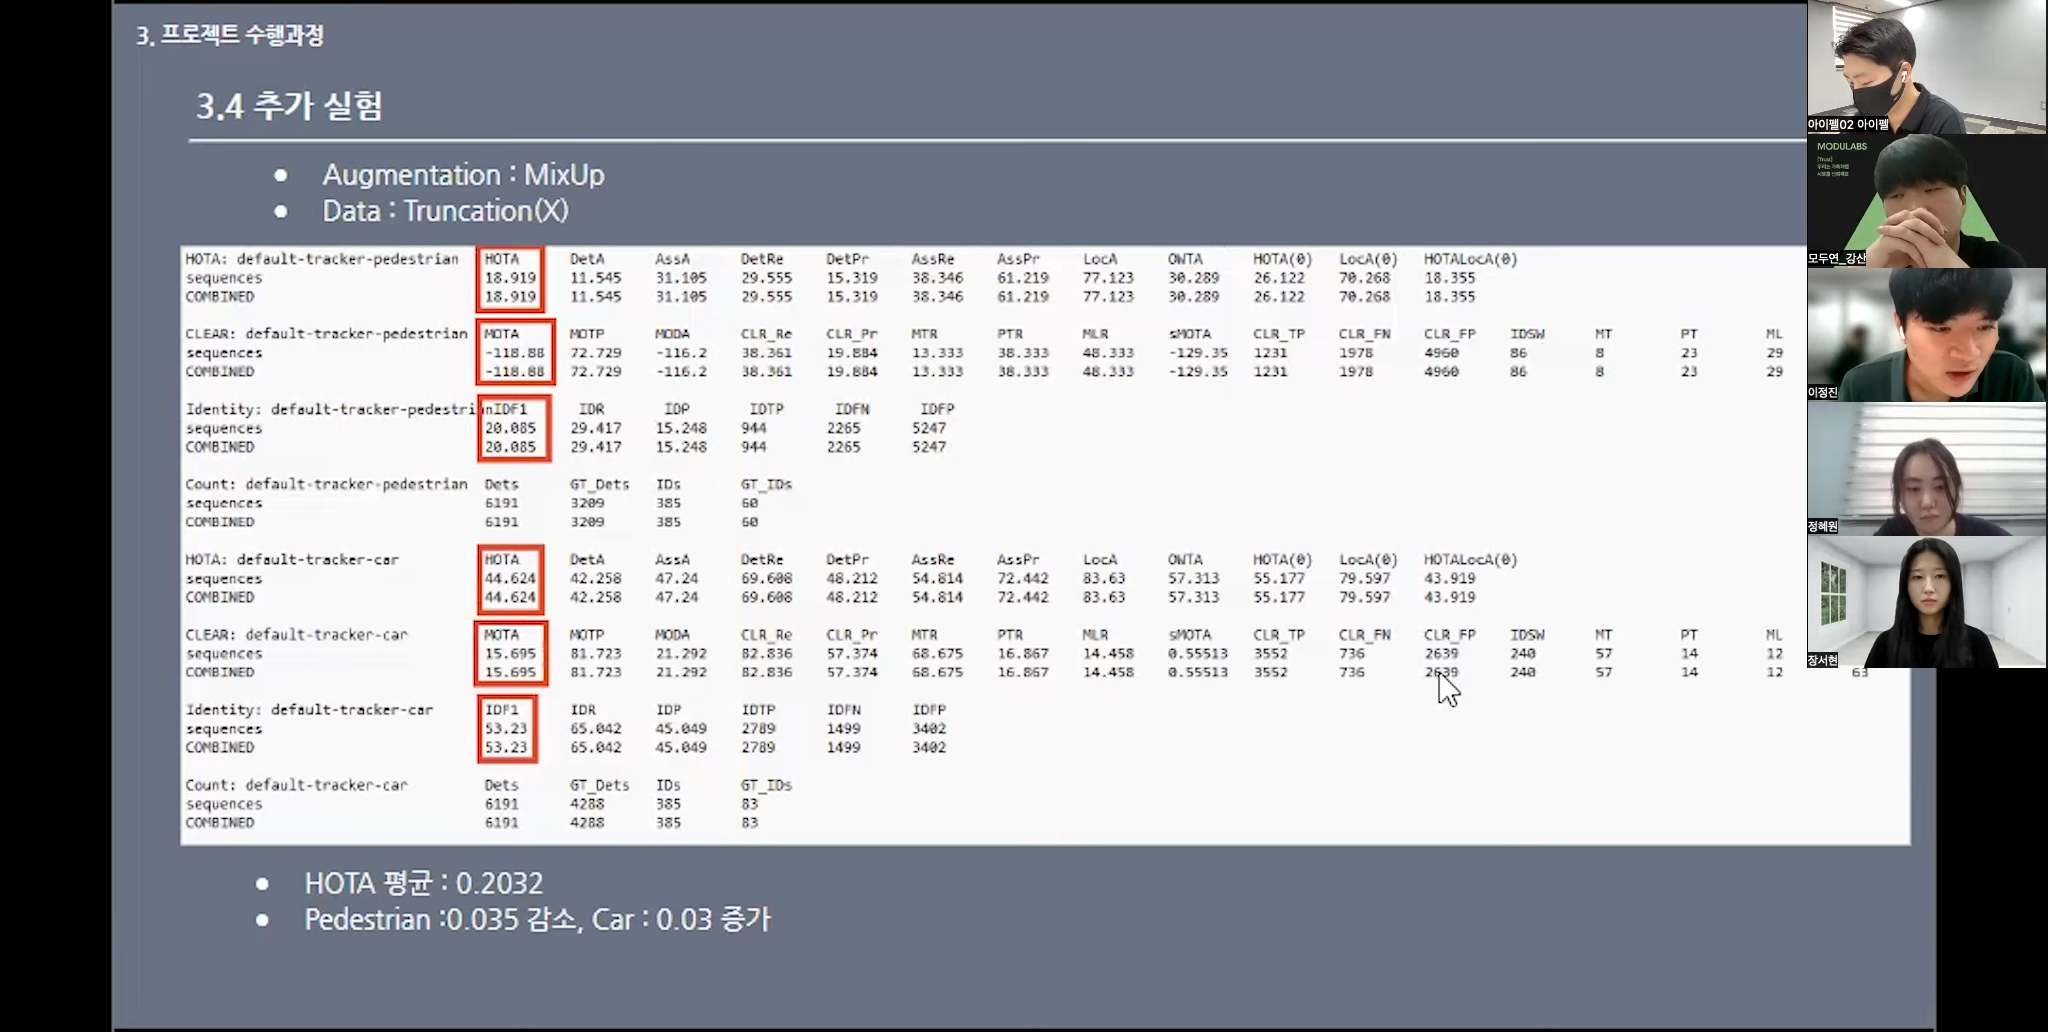 3. 프로젝트 수행과정
3.4 추가 실험
● Augmentation : MixUp
● Data : Truncation(X)
HOTA: default-tracker-pedestrian HOTA DetA AssA DetRe DetPr AssRe AssPr LocA OWTA HOTA(0) LocA(0) HOTALocA(0)
sequences 18.919 11.545 31.105 29.555 15.319 38.346 61.219 77.123 30.289 26.122 70.268 18.355
COMBINED 18.919 11.545 31.105 29.555 15.319 38.346 61.219 77.123 30.289 26.122 70.268 18.355
CLEAR: default-tracker-pedestrian MOTA MOTP MODA CLR_Re CLR_Pr MTR PTR MLR sMOTA CLR_TP CLR_FN CLR_FP IDSW MT PT ML
sequences -118.88 72.729 -116.2 38.361 19.884 13.333 38.333 48.333 -129.35 1231 1978 4960 86 8 23 29
COMBINED -118.88 72.729 -116.2 38.361 19.884 13.333 38.333 48.333 -129.35 1231 1978 4960 86 8 23 29
Identity: default-tracker-pedestrianIDF1 IDR IDP IDTP IDFN IDFP
sequences 20.085 29.417 15.248 944 2265 5247
COMBINED 20.085 29.417 15.248 944 2265 5247
Count: default-tracker-pedestrian Dets GT_Dets IDs GT_IDs
sequences 6191 3209 385 60
COMBINED 6191 3209 385 60
HOTA: default-tracker-car HOTA DetA AssA DetRe DetPr AssRe AssPr LocA OWTA HOTA(0) LocA(0) HOTALocA(0)
sequences 44.624 42.258 47.24 69.608 48.212 54.814 72.442 83.63 57.313 55.177 79.597 43.919
COMBINED 44.624 42.258 47.24 69.608 48.212 54.814 72.442 83.63 57.313 55.177 79.597 43.919
CLEAR: default-tracker-car MOTA MOTP MODA CLR_Re CLR_Pr MTR PTR MLR sMOTA CLR_TP CLR_FN CLR_FP IDSW MT PT ML
sequences 15.695 81.723 21.292 82.836 57.374 68.675 16.867 14.458 0.55513 3552 736 2639 240 57 14 12
COMBINED 15.695 81.723 21.292 82.836 57.374 68.675 16.867 14.458 0.55513 3552 736 2639 240 57 14 12 63
Identity: default-tracker-car IDF1 IDR IDP IDTP IDFN IDFP
sequences 53.23 65.042 45.049 2789 1499 3402
COMBINED 53.23 65.042 45.049 2789 1499 3402
Count: default-tracker-car Dets GT_Dets IDs GT_IDs
sequences 6191 4288 385 83
COMBINED 6191 4288 385 83
● HOTA 평균 : 0.2032
● Pedestrian :0.035 감소, Car : 0.03 증가
아이펠02 아이펠
MODULABS
[Trust]
모두연_강산
이정진
정혜원
장서현